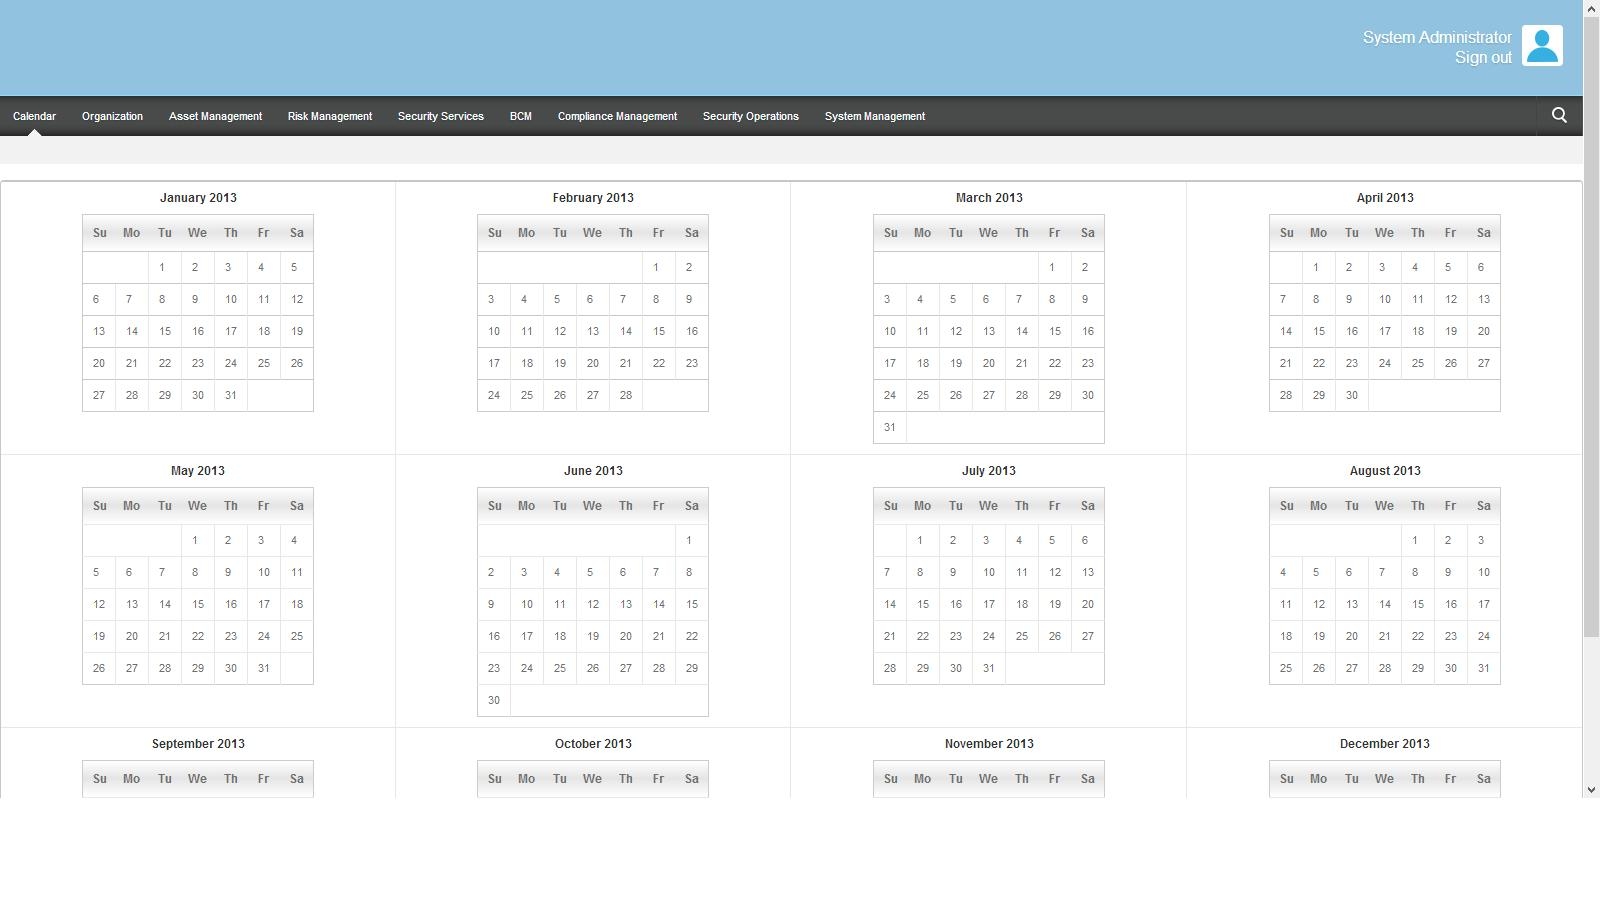 System Administrator
Sign out
Calendar Organization Asset Management Risk Management Security Services BCM Compliance Management Security Operations System Management
January 2013
Su Mo Tu We Th Fr Sa
1 2 3 4 5
6 7 8 9 10 11 12
13 14 15 16 17 18 19
20 21 22 23 24 25 26
27 28 29 30 31
February 2013
Su Mo Tu We Th Fr Sa
1 2
3 4 5 6 7 8 9
10 11 12 13 14 15 16
17 18 19 20 21 22 23
24 25 26 27 28
March 2013
Su Mo Tu We Th Fr Sa
1 2
3 4 5 6 7 8 9
10 11 12 13 14 15 16
17 18 19 20 21 22 23
24 25 26 27 28 29 30
31
April 2013
Su Mo Tu We Th Fr Sa
1 2 3 4 5 6
7 8 9 10 11 12 13
14 15 16 17 18 19 20
21 22 23 24 25 26 27
28 29 30
May 2013
Su Mo Tu We Th Fr Sa
1 2 3 4
5 6 7 8 9 10 11
12 13 14 15 16 17 18
19 20 21 22 23 24 25
26 27 28 29 30 31
June 2013
Su Mo Tu We Th Fr Sa
1
2 3 4 5 6 7 8
9 10 11 12 13 14 15
16 17 18 19 20 21 22
23 24 25 26 27 28 29
30
July 2013
Su Mo Tu We Th Fr Sa
1 2 3 4 5 6
7 8 9 10 11 12 13
14 15 16 17 18 19 20
21 22 23 24 25 26 27
28 29 30 31
August 2013
Su Mo Tu We Th Fr Sa
1 2 3
4 5 6 7 8 9 10
11 12 13 14 15 16 17
18 19 20 21 22 23 24
25 26 27 28 29 30 31
September 2013
Su Mo Tu We Th Fr Sa
October 2013
Su Mo Tu We Th Fr Sa
November 2013
Su Mo Tu We Th Fr Sa
December 2013
Su Mo Tu We Th Fr Sa